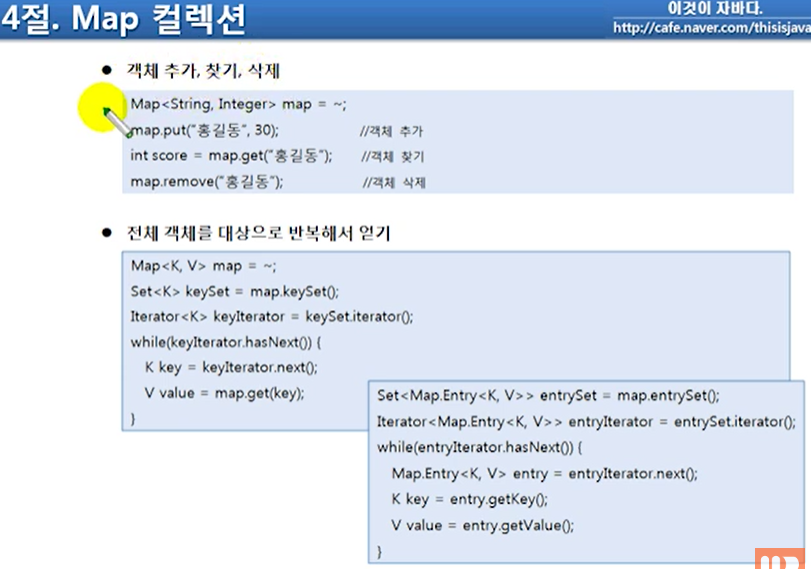 4절. Map 컬렉션
이것이 자바다.
http://cafe.naver.com/thisisjava
● 객체 추가, 찾기, 삭제
Map<String, Integer> map = ~;
map.put("홍길동", 30); //객체 추가
int score = map.get("홍길동"); //객체 찾기
map.remove("홍길동"); //객체 삭제
● 전체 객체를 대상으로 반복해서 얻기
Map<K, V> map = ~;
Set<K> keySet = map.keySet();
Iterator<K> keyIterator = keySet.iterator();
while(keyIterator.hasNext()) {
K key = keyIterator.next();
V value = map.get(key);
}
Set<Map.Entry<K, V>> entrySet = map.entrySet();
Iterator<Map.Entry<K, V>> entryIterator = entrySet.iterator();
while(entryIterator.hasNext()) {
Map.Entry<K, V> entry = entryIterator.next();
K key = entry.getKey();
V value = entry.getValue();
}